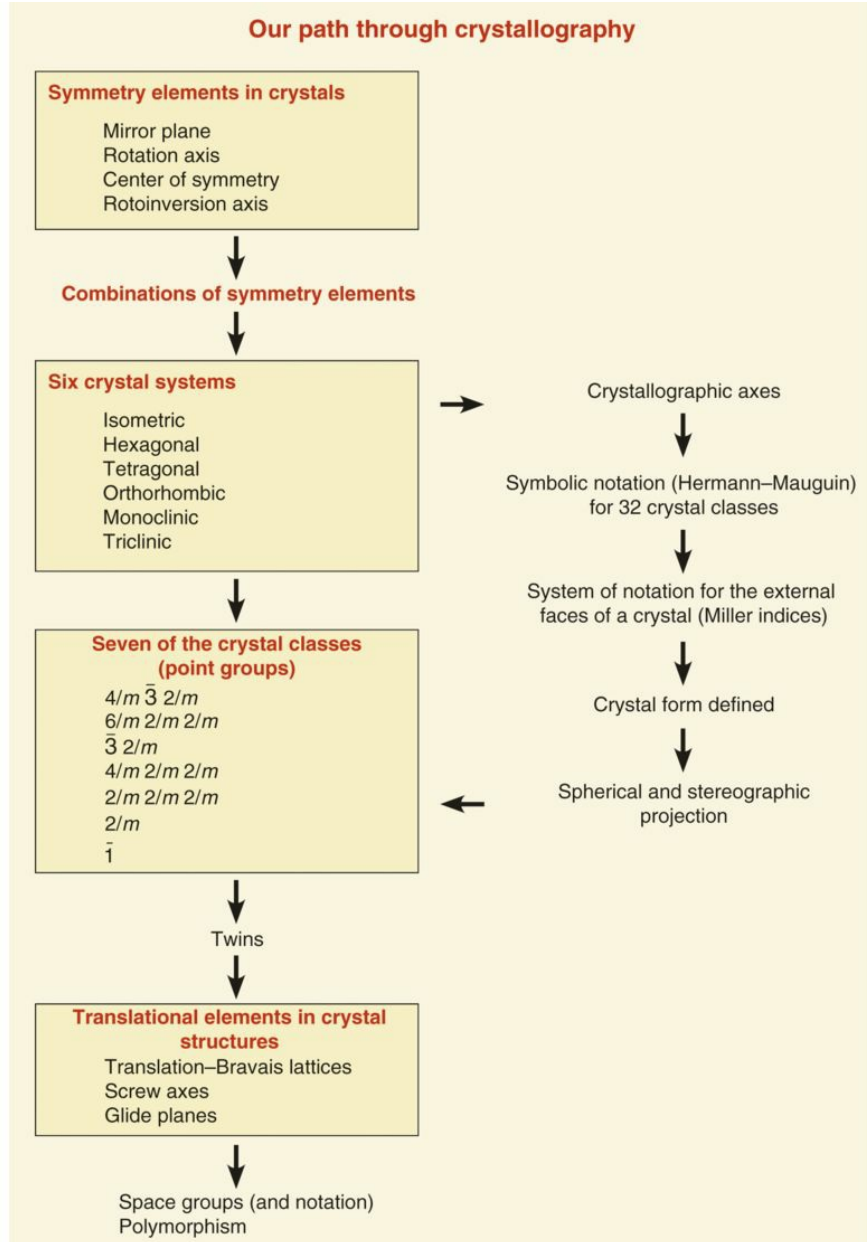 Our path through crystallography
Symmetry elements in crystals
Mirror plane
Rotation axis
Center of symmetry
Rotoinversion axis
Combinations of symmetry elements
Six crystal systems
Isometric
Hexagonal
Tetragonal
Orthorhombic
Monoclinic
Triclinic
Crystallographic axes
Symbolic notation (Hermann–Mauguin)
for 32 crystal classes
System of notation for the external
faces of a crystal (Miller indices)
Crystal form defined
Spherical and stereographic
projection
Seven of the crystal classes
(point groups)
4/m 3̅ 2/m
6/m 2/m 2/m
3̅ 2/m
4/m 2/m 2/m
2/m 2/m 2/m
2/m
1̅
Twins
Translational elements in crystal
structures
Translation–Bravais lattices
Screw axes
Glide planes
Space groups (and notation)
Polymorphism